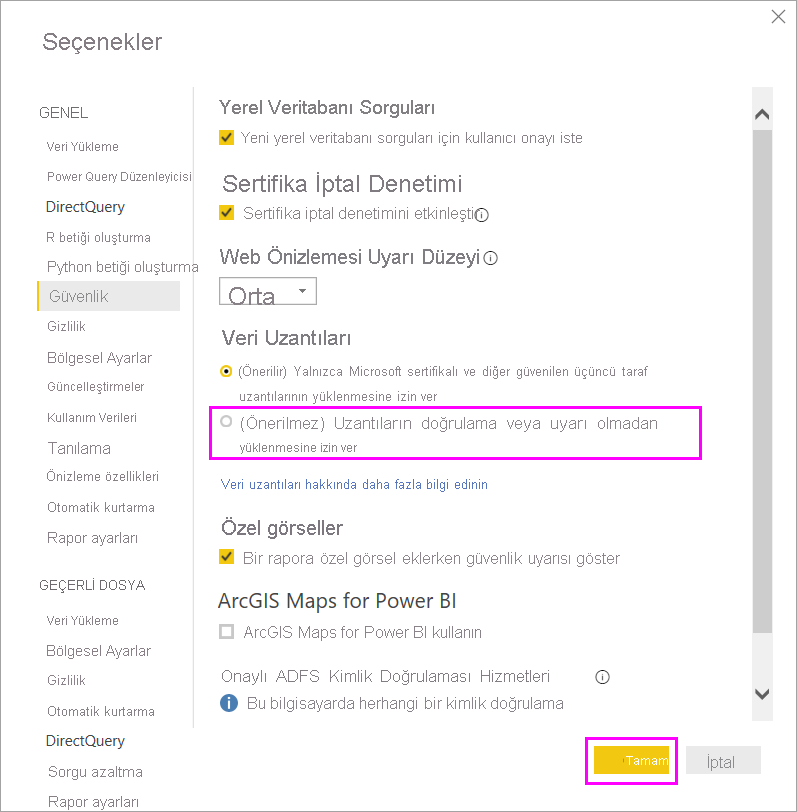 Seçenekler
GENEL
Veri Yükleme
Power Query Düzenleyicisi
DirectQuery
R betiği oluşturma
Python betiği oluşturma
Güvenlik
Gizlilik
Bölgesel Ayarlar
Güncelleştirmeler
Kullanım Verileri
Tanılama
Önizleme özellikleri
Otomatik kurtarma
Rapor ayarları
GEÇERLİ DOSYA
Veri Yükleme
Bölgesel Ayarlar
Gizlilik
Otomatik kurtarma
DirectQuery
Sorgu azaltma
Rapor ayarları
Yerel Veritabanı Sorguları
Yeni yerel veritabanı sorguları için kullanıcı onayı iste
Sertifika İptal Denetimi
Sertifika iptal denetimini etkinleşti
Web Önizlemesi Uyarı Düzeyi
Orta
Veri Uzantıları
(Önerilir) Yalnızca Microsoft sertifikalı ve diğer güvenilen üçüncü taraf
uzantılarının yüklenmesine izin ver
(Önerilmez) Uzantıların doğrulama veya uyarı olmadan
yüklenmesine izin ver
Veri uzantıları hakkında daha fazla bilgi edinin
Özel görseller
Bir rapora özel görsel eklerken güvenlik uyarısı göster
ArcGIS Maps for Power BI
ArcGIS Maps for Power BI kullanın
Onaylı ADFS Kimlik Doğrulaması Hizmetleri
Bu bilgisayarda herhangi bir kimlik doğrulama
Tamam
İptal